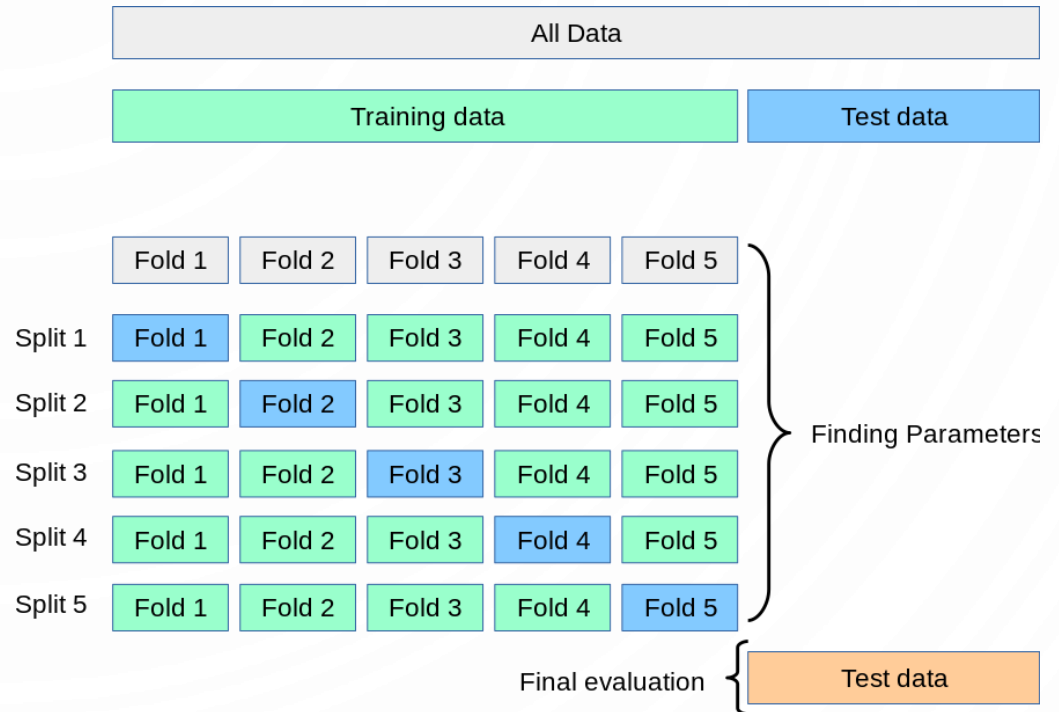 All Data
Training data Test data
Fold 1 Fold 2 Fold 3 Fold 4 Fold 5
Split 1 Fold 1 Fold 2 Fold 3 Fold 4 Fold 5
Split 2 Fold 1 Fold 2 Fold 3 Fold 4 Fold 5
Finding Parameters
Split 3 Fold 1 Fold 2 Fold 3 Fold 4 Fold 5
Split 4 Fold 1 Fold 2 Fold 3 Fold 4 Fold 5
Split 5 Fold 1 Fold 2 Fold 3 Fold 4 Fold 5
Final evaluation Test data